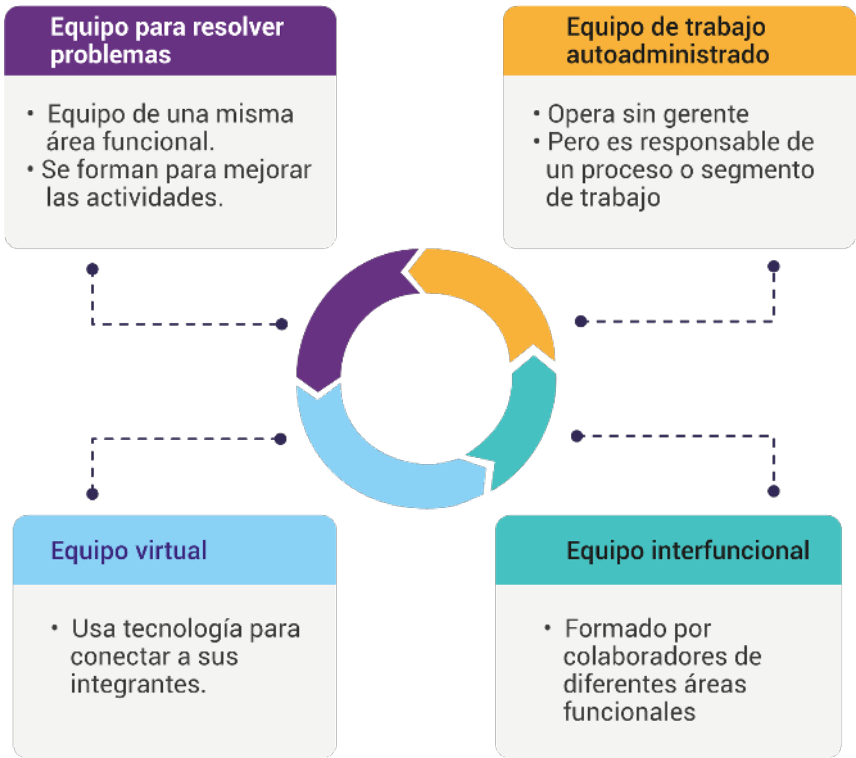 Equipo para resolver
problemas
• Equipo de una misma
área funcional.
• Se forman para mejorar
las actividades.
Equipo de trabajo
autoadministrado
• Opera sin gerente
• Pero es responsable de
un proceso o segmento
de trabajo
Equipo virtual
• Usa tecnología para
conectar a sus
integrantes.
Equipo interfuncional
• Formado por
colaboradores de
diferentes áreas
funcionales